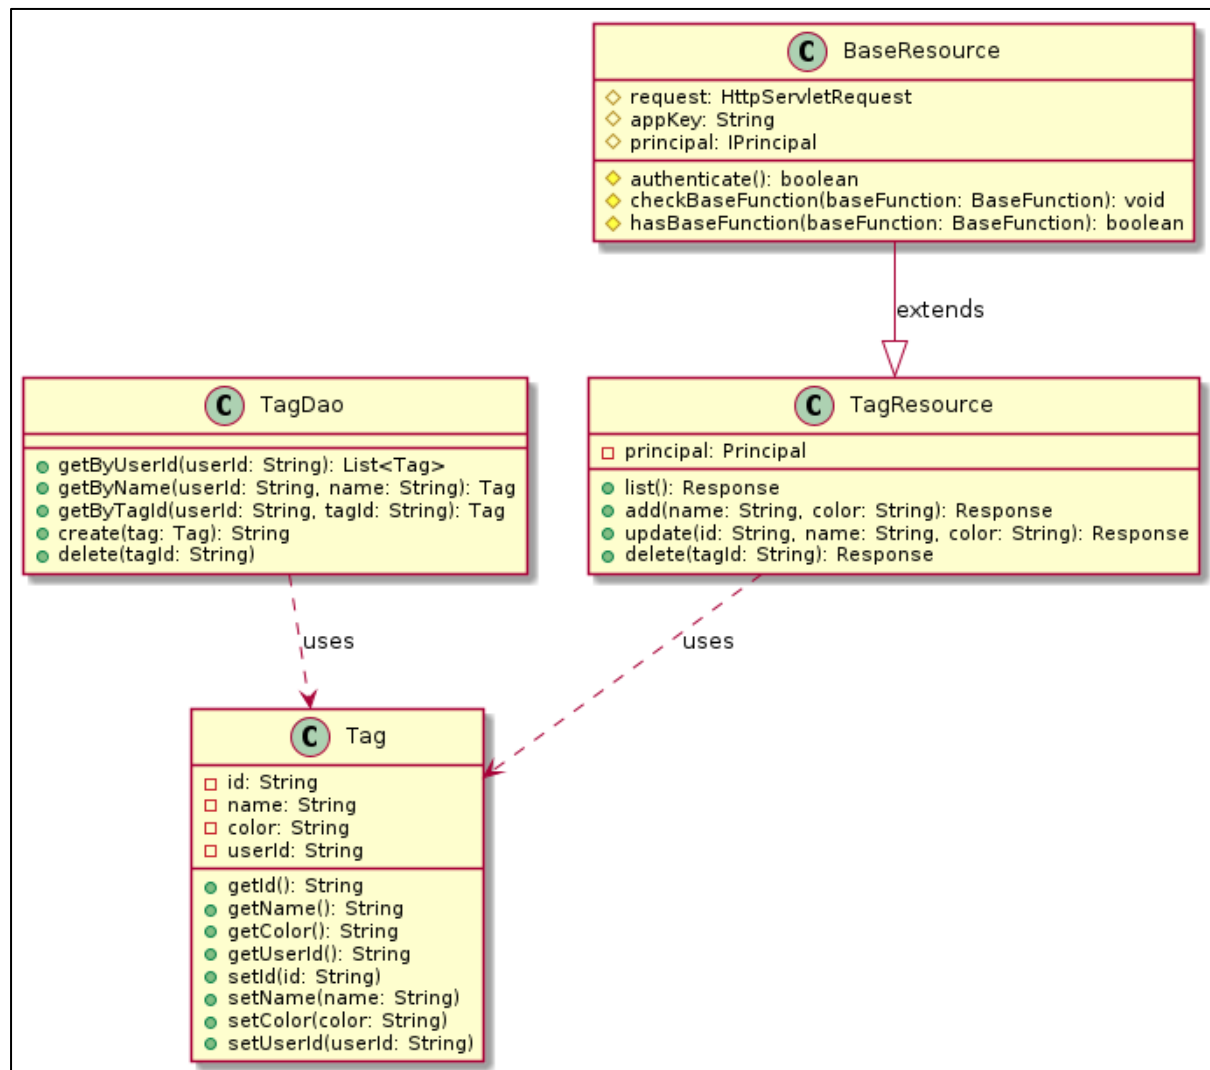 C BaseResource
request: HttpServletRequest
appKey: String
principal: IPrincipal
authenticate(): boolean
checkBaseFunction(baseFunction: BaseFunction): void
hasBaseFunction(baseFunction: BaseFunction): boolean
extends
C TagDao
getByUserId(userId: String): List<Tag>
getByName(userId: String, name: String): Tag
getByTagId(userId: String, tagId: String): Tag
create(tag: Tag): String
delete(tagId: String)
C TagResource
principal: Principal
list(): Response
add(name: String, color: String): Response
update(id: String, name: String, color: String): Response
delete(tagId: String): Response
uses
uses
C Tag
id: String
name: String
color: String
userId: String
getId(): String
getName(): String
getColor(): String
getUserId(): String
setId(id: String)
setName(name: String)
setColor(color: String)
setUserId(userId: String)